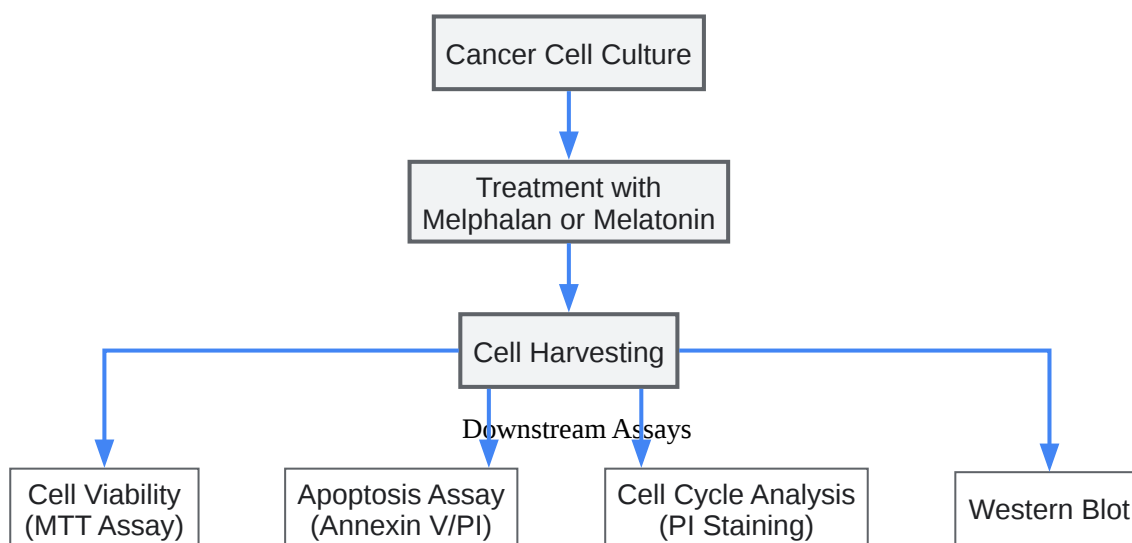 Cancer Cell Culture
Treatment with
Melphalan or Melatonin
Cell Harvesting
Downstream Assays
Cell Viability
(MTT Assay)
Apoptosis Assay
(Annexin V/PI)
Cell Cycle Analysis
(PI Staining)
Western Blot